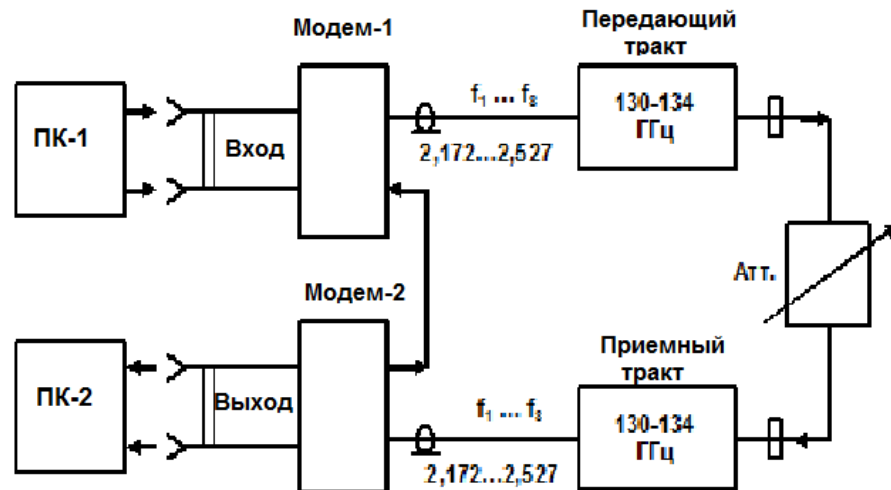 Модем-1
Передающий
тракт
ПК-1
Вход
f₁ ... f₈
2,172...2,527
130-134
ГГц
Атт.
Модем-2
Приемный
тракт
ПК-2
Выход
f₁ ... f₈
2,172...2,527
130-134
ГГц